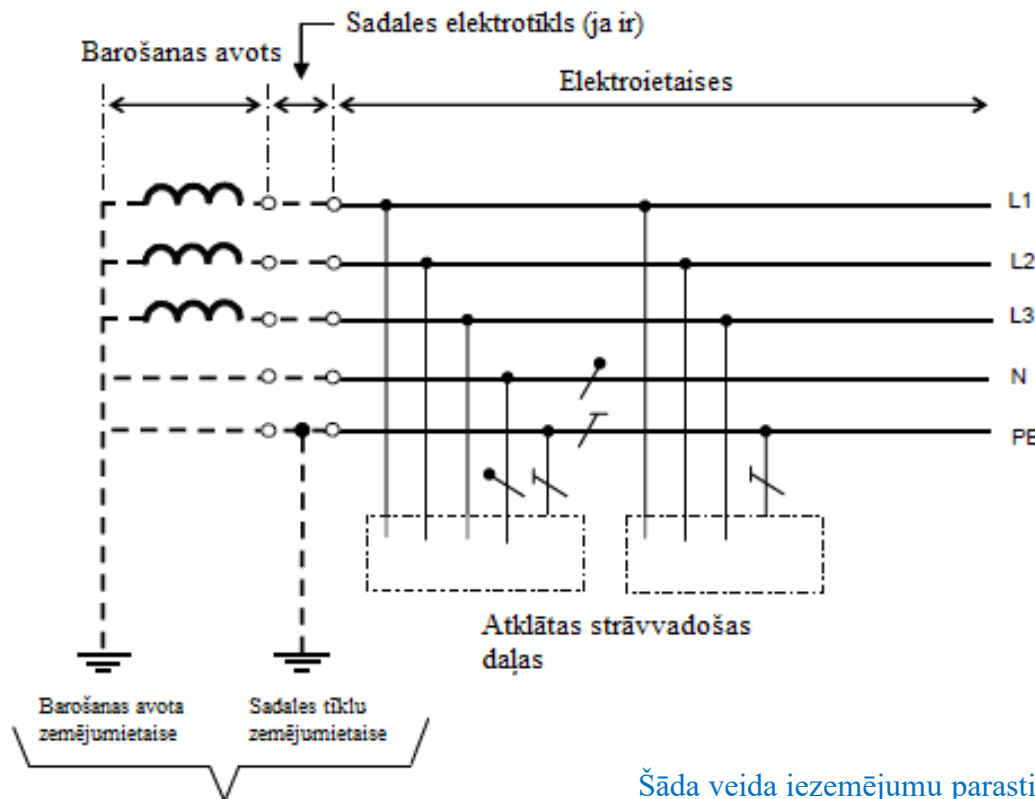 Sadales elektrotīkls (ja ir)
Barošanas avots
Elektroietaises
L1
L2
L3
N
PE
Atklātas strāvvadošas
daļas
Barošanas avota
zemējumietaise
Sadales tīklu
zemējumietaise
Šāda veida iezemējumu parasti